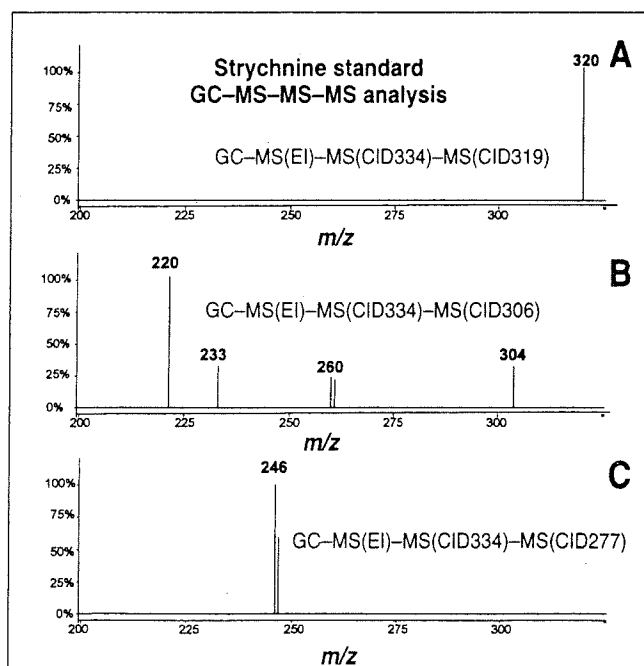 A
Strychnine standard
GC–MS–MS–MS analysis
320
GC–MS(EI)–MS(CID334)–MS(CID319)
100%
75%
50%
25%
0%
200 225 250 275 300
m/z
B
220
GC–MS(EI)–MS(CID334)–MS(CID306)
233
260
304
100%
75%
50%
25%
0%
200 225 250 275 300
m/z
C
246
GC–MS(EI)–MS(CID334)–MS(CID277)
100%
75%
50%
25%
0%
200 225 250 275 300
m/z